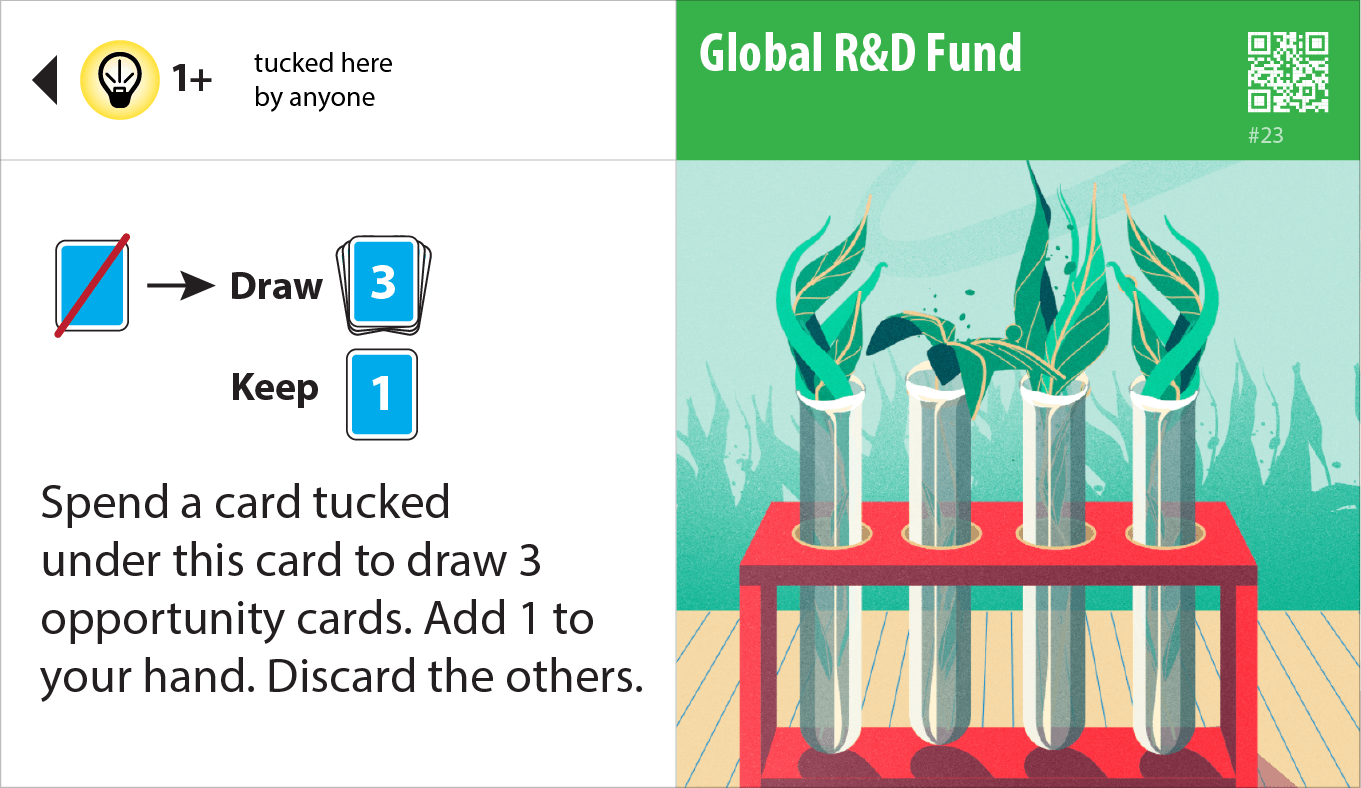 1+
tucked here
by anyone
Global R&D Fund
#23
Draw
3
Keep
1
Spend a card tucked
under this card to draw 3
opportunity cards. Add 1 to
your hand. Discard the others.